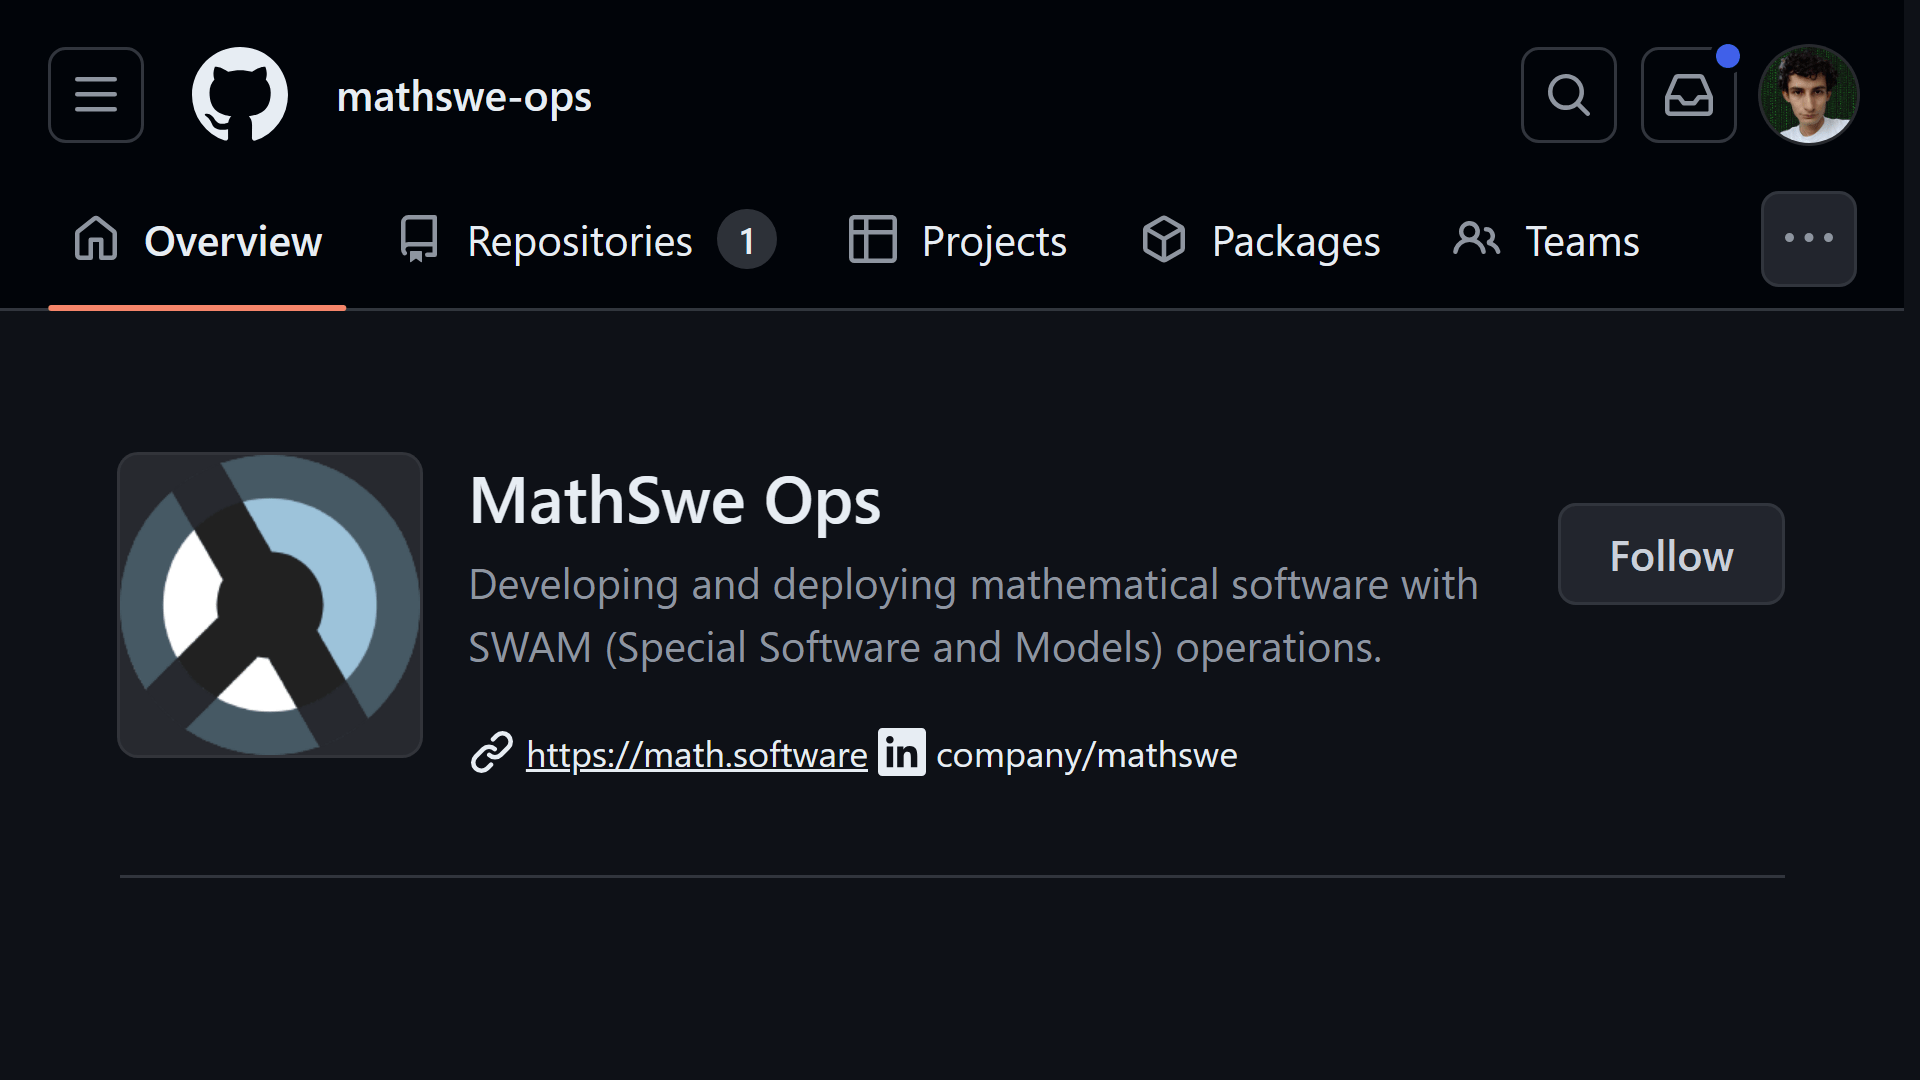 mathswe-ops
Overview Repositories 1 Projects Packages Teams
MathSwe Ops
Developing and deploying mathematical software with
SWAM (Special Software and Models) operations.
Follow
https://math.software in company/mathswe